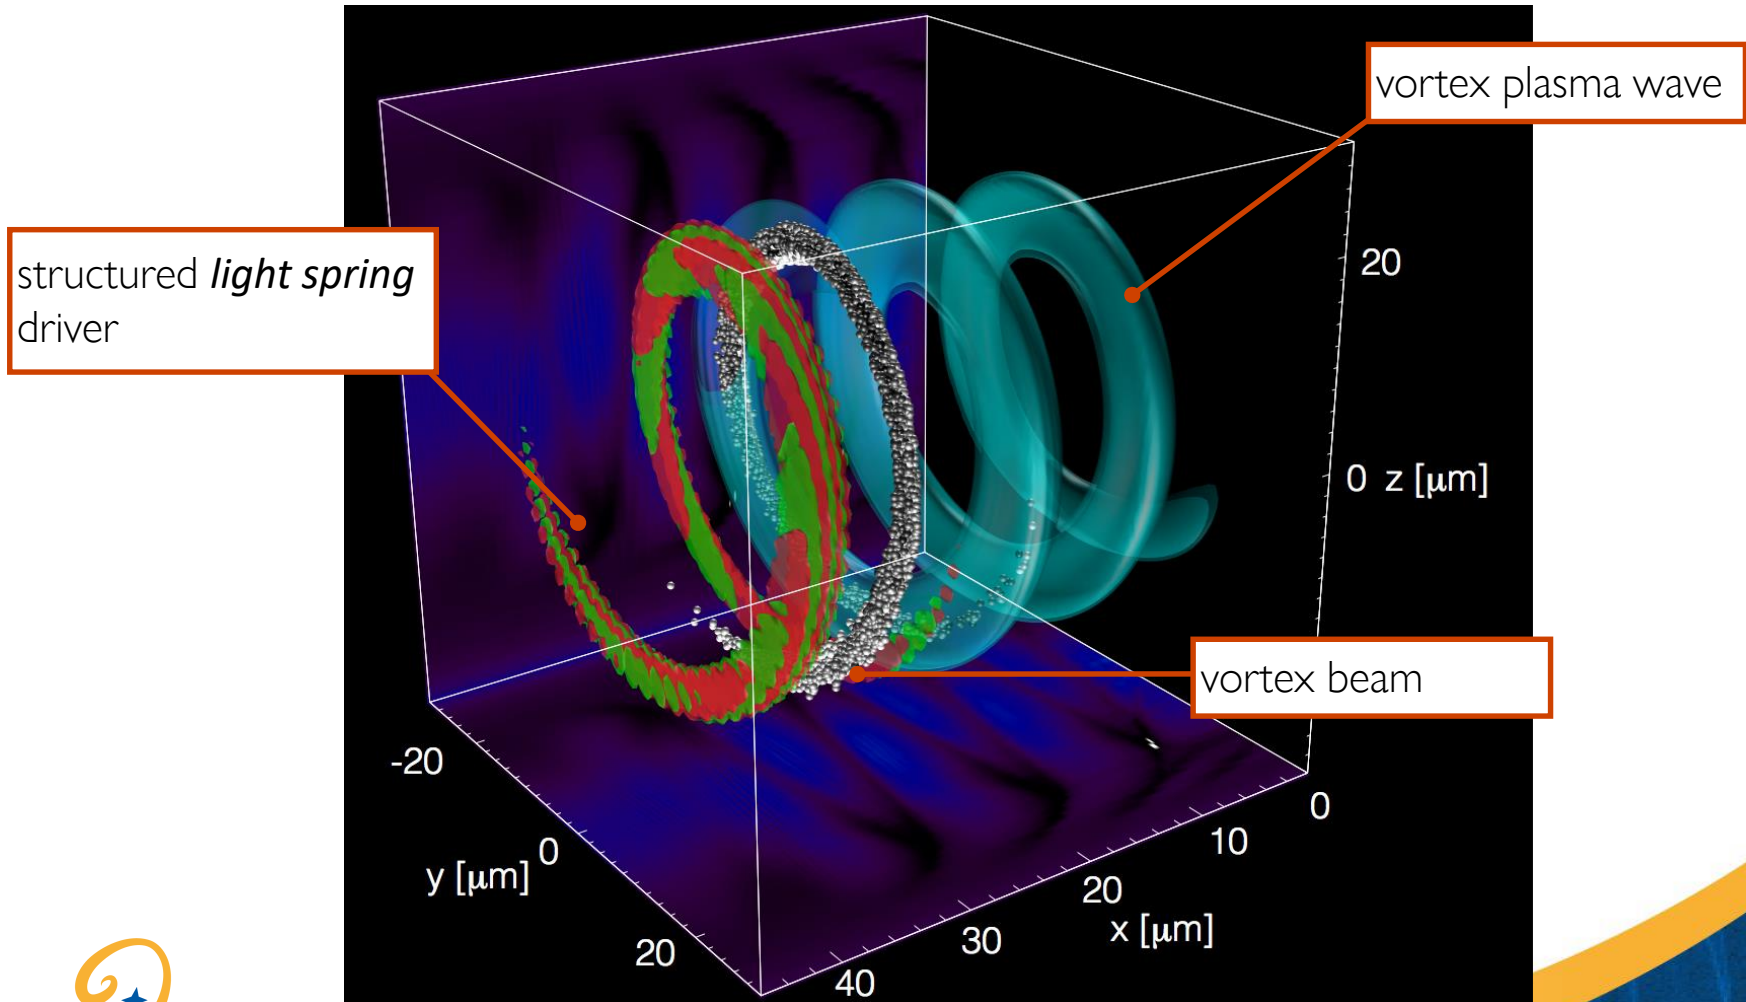 vortex plasma wave
structured light spring
driver
20
0 z [μm]
vortex beam
-20
0
y [μm]
20
0
10
20
x [μm]
30
40